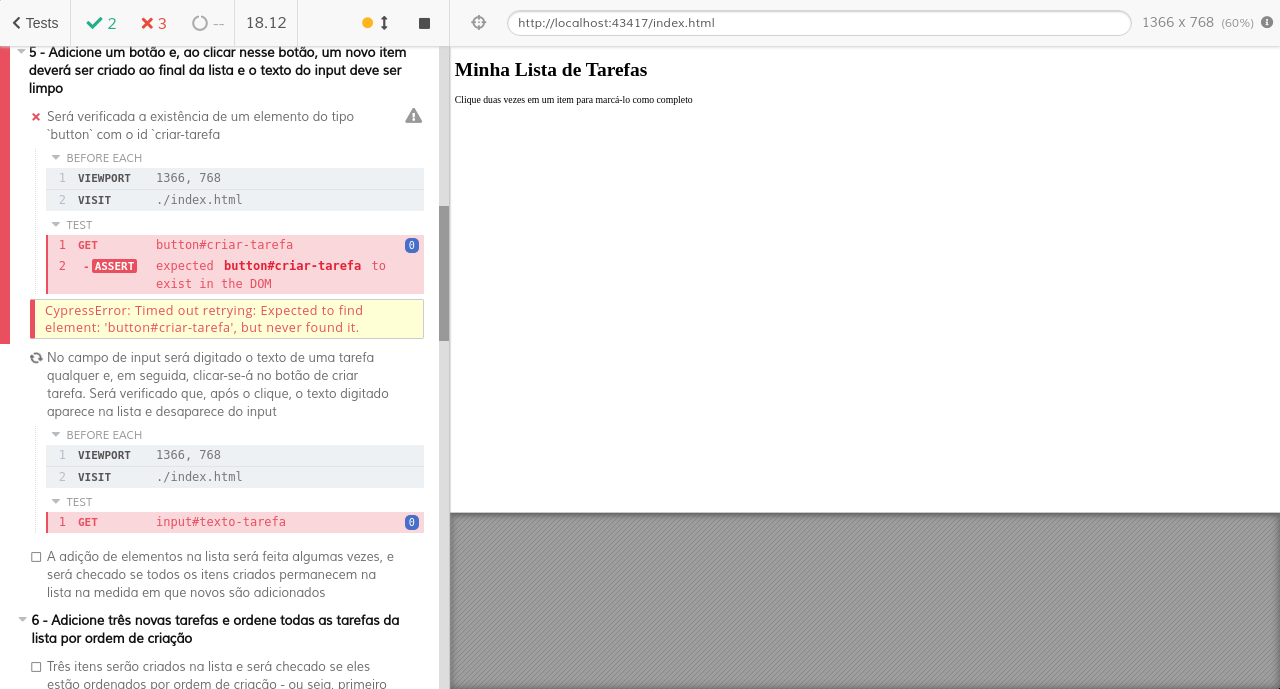 Tests 2 3 -- 18.12
http://localhost:43417/index.html
1366 x 768 (60%)
5 - Adicione um botão e, ao clicar nesse botão, um novo item
deverá ser criado ao final da lista e o texto do input deve ser
limpo
Será verificada a existência de um elemento do tipo
`button` com o id `criar-tarefa
BEFORE EACH
1 VIEWPORT 1366, 768
2 VISIT ./index.html
TEST
1 GET button#criar-tarefa 0
2 -ASSERT expected button#criar-tarefa to
exist in the DOM
CypressError: Timed out retrying: Expected to find
element: 'button#criar-tarefa', but never found it.
No campo de input será digitado o texto de uma tarefa
qualquer e, em seguida, clicar-se-á no botão de criar
tarefa. Será verificado que, após o clique, o texto digitado
aparece na lista e desaparece do input
BEFORE EACH
1 VIEWPORT 1366, 768
2 VISIT ./index.html
TEST
1 GET input#texto-tarefa 0
A adição de elementos na lista será feita algumas vezes, e
será checado se todos os itens criados permanecem na
lista na medida em que novos são adicionados
6 - Adicione três novas tarefas e ordene todas as tarefas da
lista por ordem de criação
Três itens serão criados na lista e será checado se eles
estão ordenados por ordem de criação - ou seja, primeiro
Minha Lista de Tarefas
Clique duas vezes em um item para marcá-lo como completo